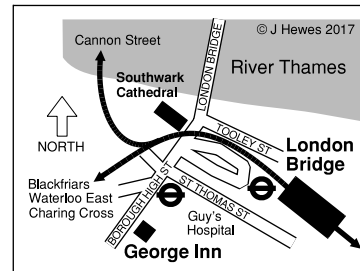 © J Hewes 2017
Cannon Street
LONDON BRIDGE
River Thames
Southwark
Cathedral
NORTH
TOOLEY ST
London
Bridge
Blackfriars
Waterloo East
Charing Cross
BOROUGH HIGH ST
ST THOMAS ST
Guy's
Hospital
George Inn